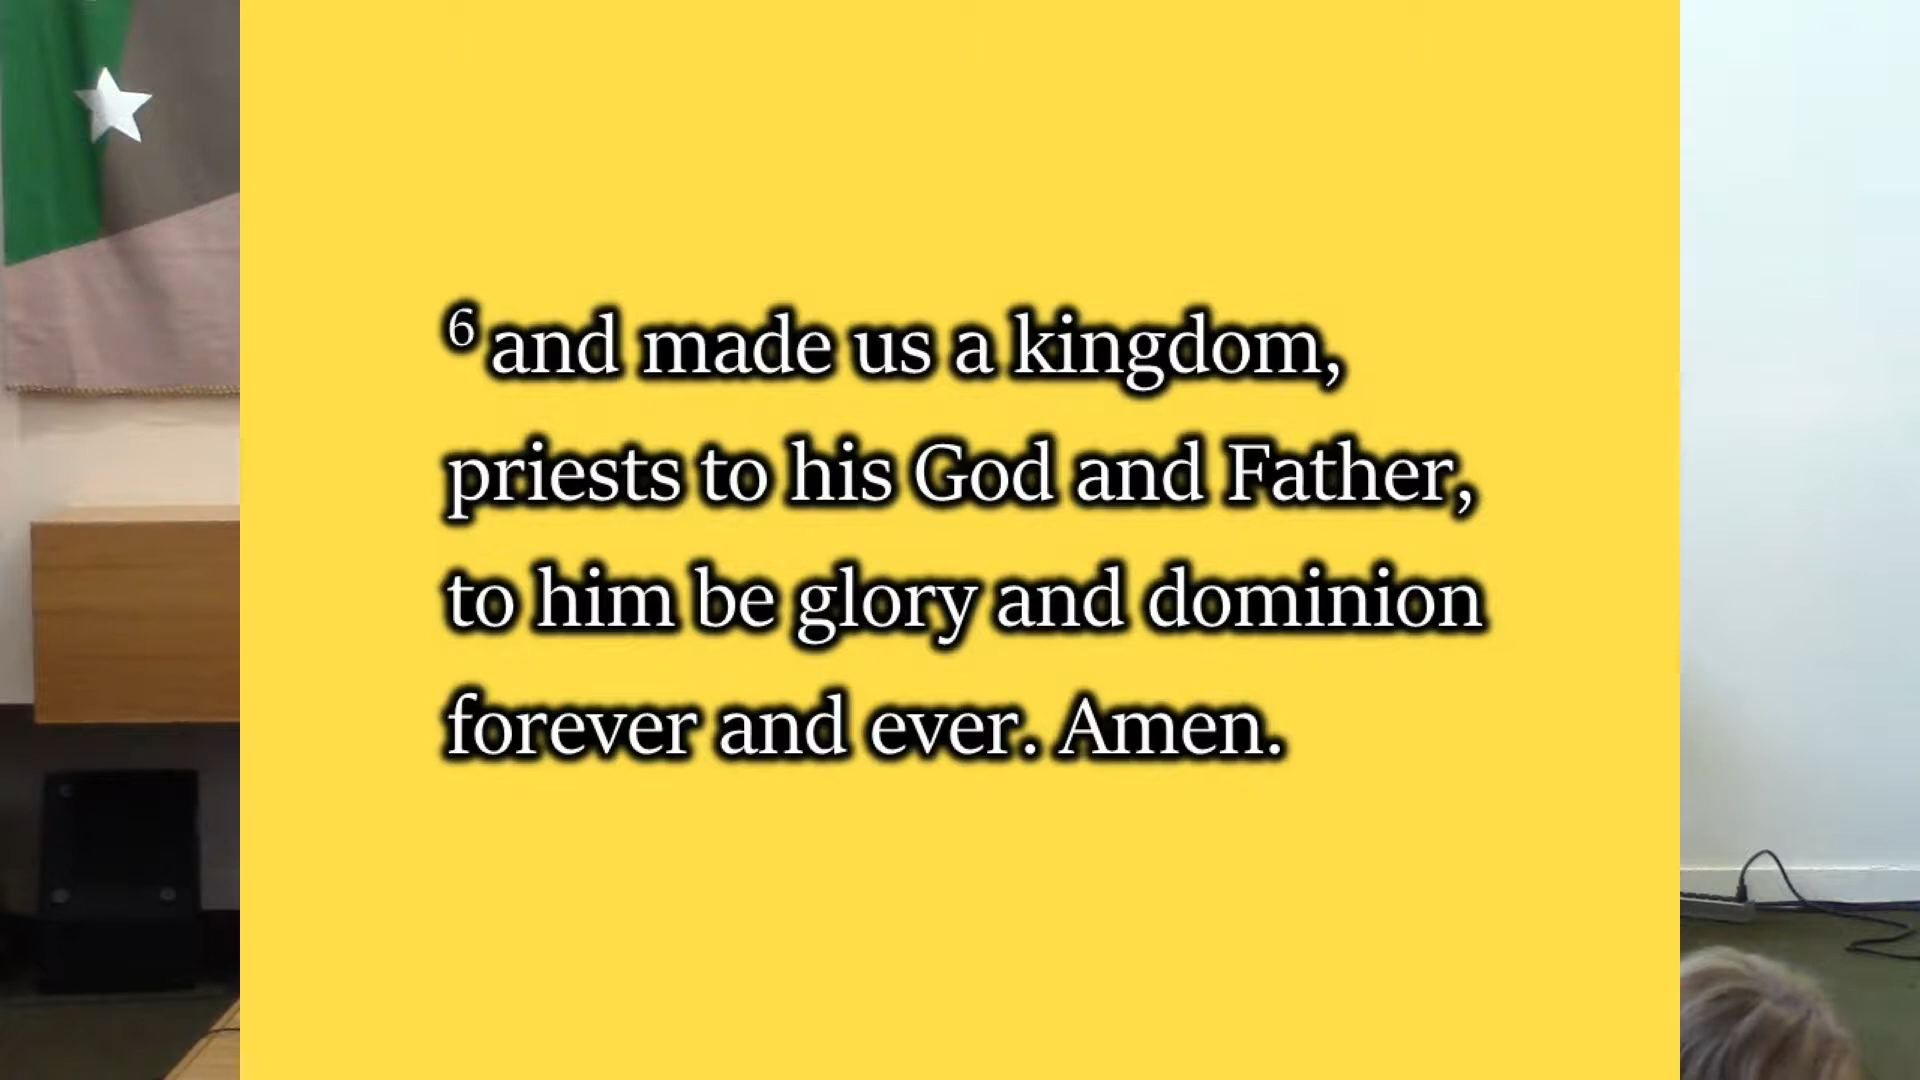 6 and made us a kingdom,
priests to his God and Father,
to him be glory and dominion
forever and ever. Amen.